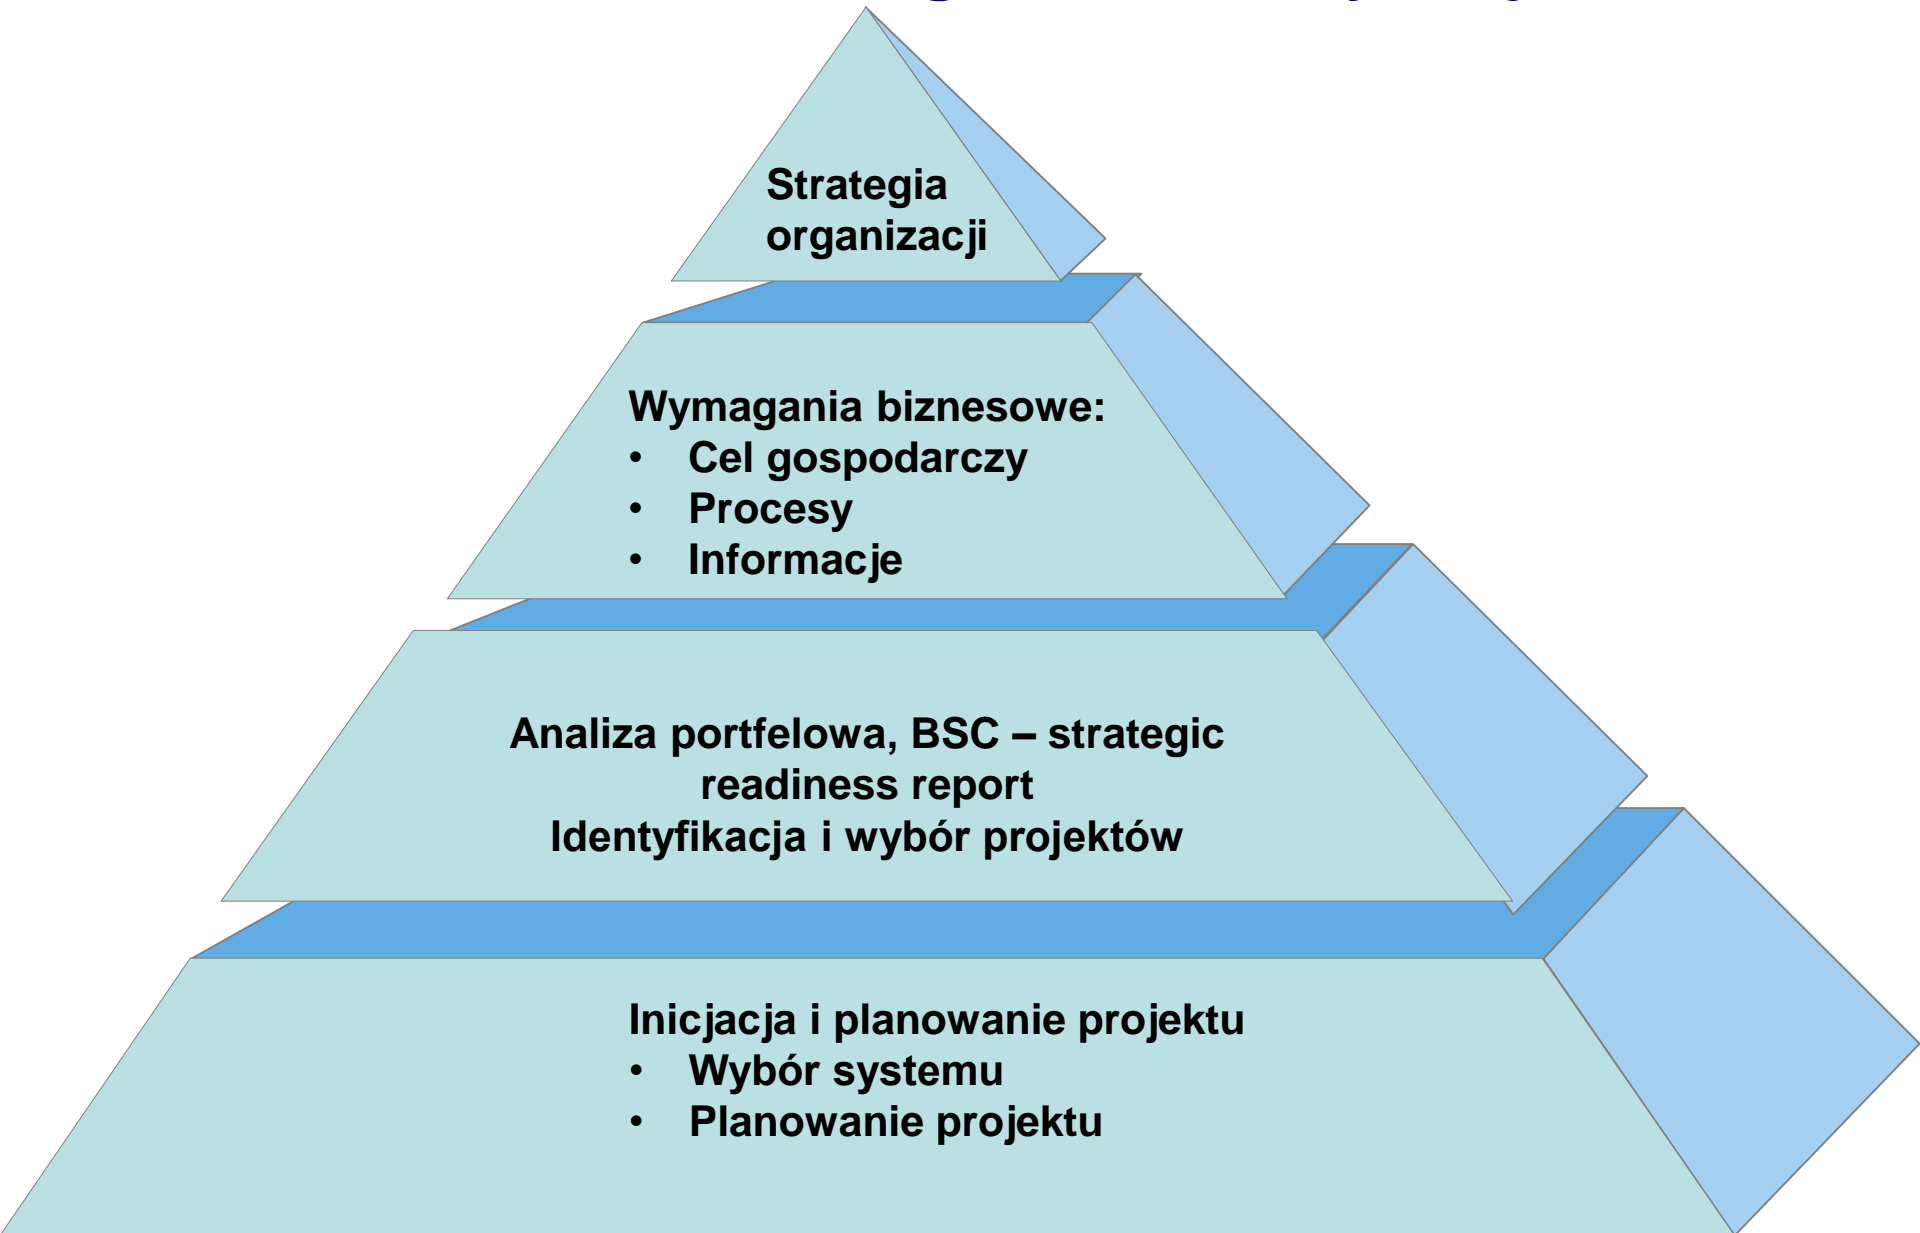 Strategia
organizacji
Wymagania biznesowe:
• Cel gospodarczy
• Procesy
• Informacje
Analiza portfelowa, BSC – strategic
readiness report
Identyfikacja i wybór projektów
Inicjacja i planowanie projektu
• Wybór systemu
• Planowanie projektu